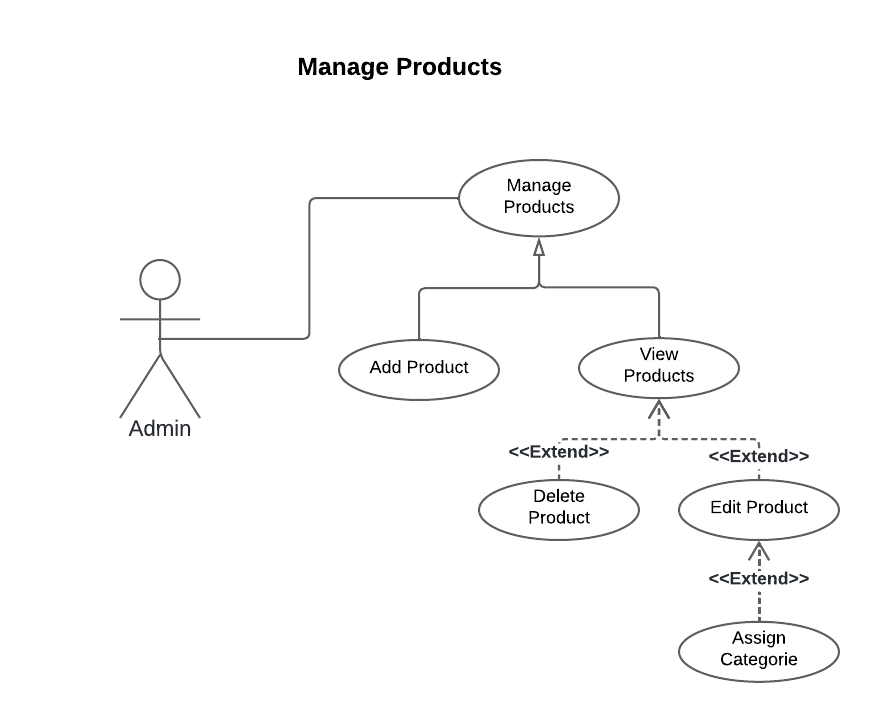 Manage Products
Manage
Products
Add Product
View
Products
Admin
<<Extend>>
<<Extend>>
Delete
Product
Edit Product
<<Extend>>
Assign
Categorie